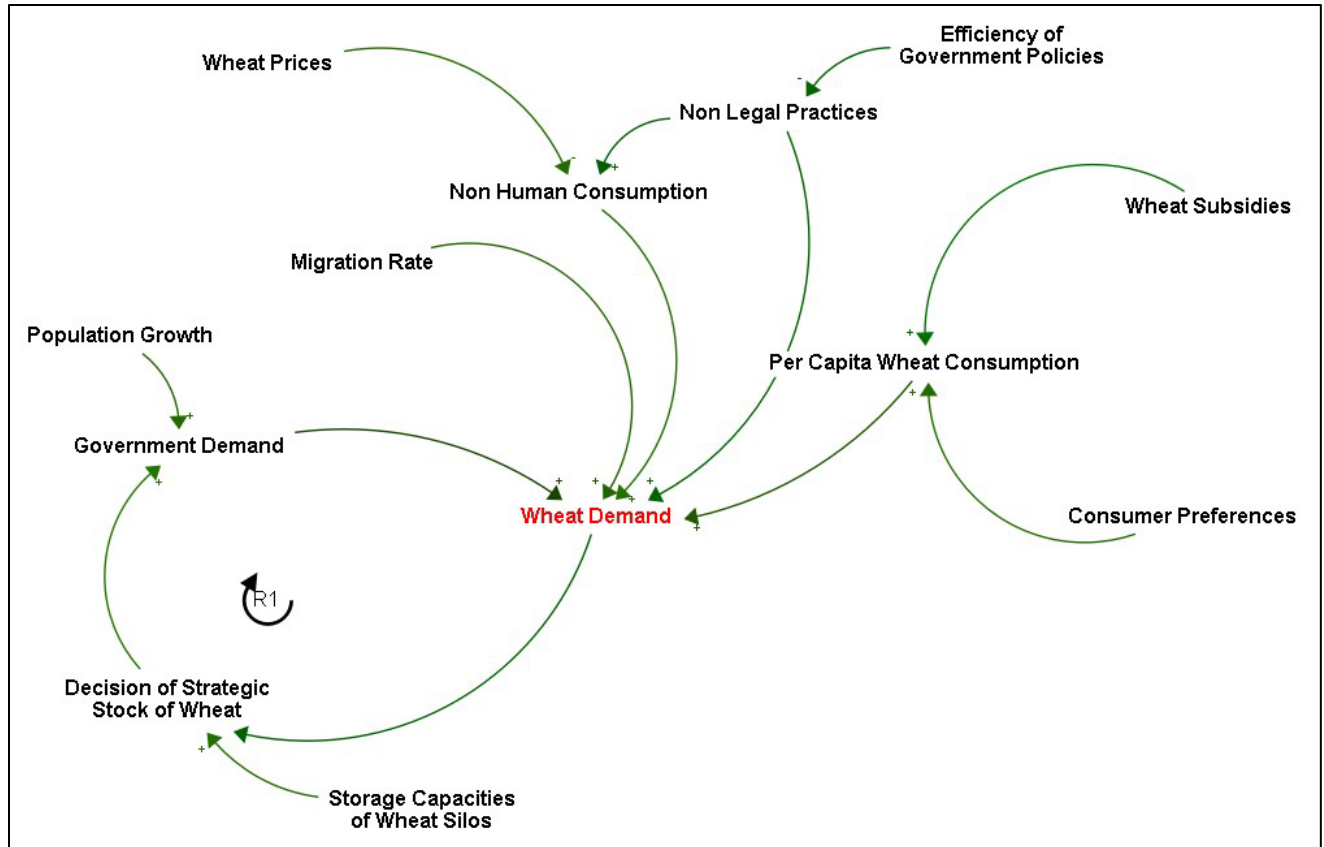 Efficiency of
Government Policies
Wheat Prices
-
Non Legal Practices
-
+
Non Human Consumption
Wheat Subsidies
Migration Rate
Population Growth
+
Per Capita Wheat Consumption
+
+
Government Demand
+
+
+
+
+
Wheat Demand
+
Consumer Preferences
+
R1
Decision of Strategic
Stock of Wheat
+
Storage Capacities
of Wheat Silos